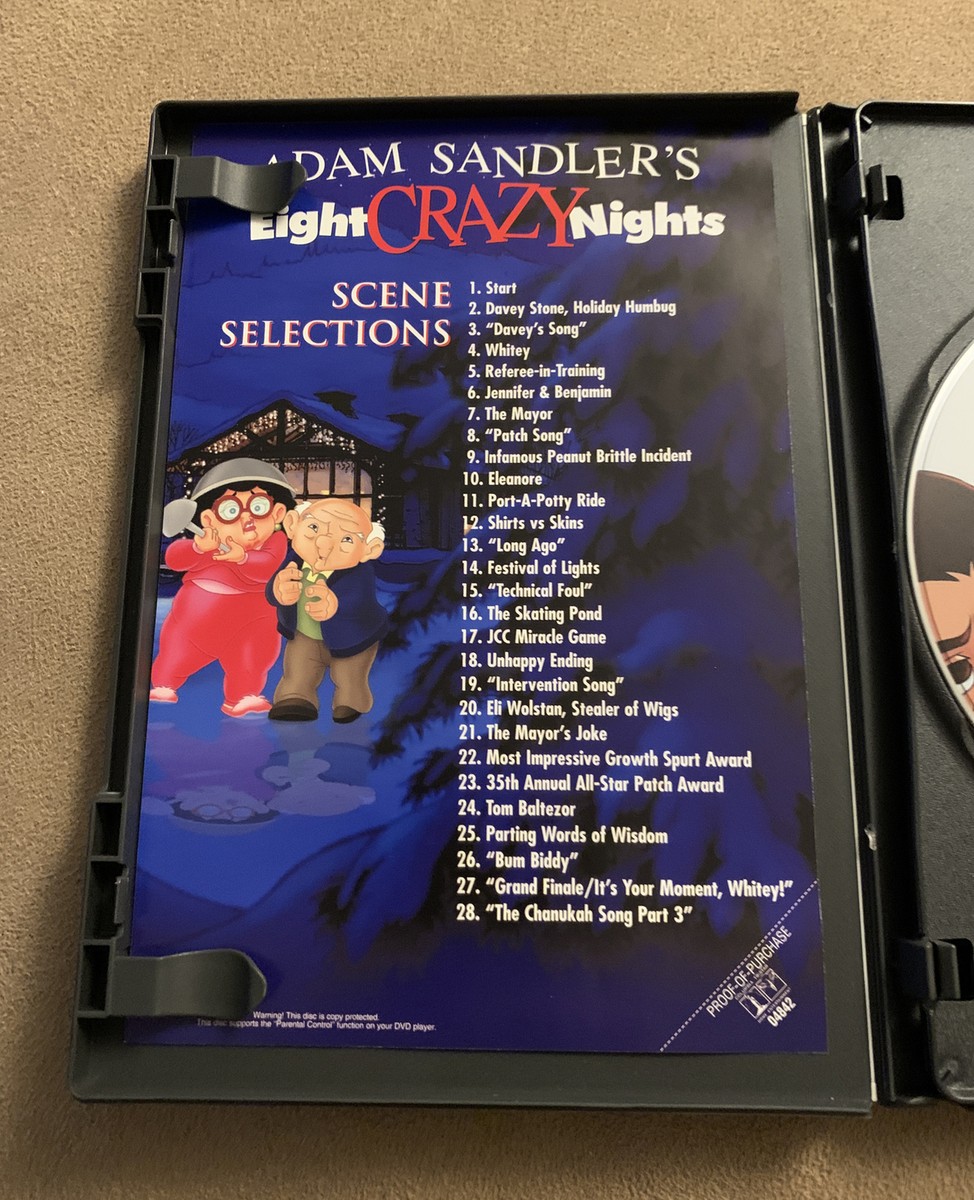 ADAM SANDLER'S
Eight CRAZY Nights
SCENE
SELECTIONS
1. Start
2. Davey Stone, Holiday Humbug
3. “Davey's Song”
4. Whitey
5. Referee-in-Training
6. Jennifer & Benjamin
7. The Mayor
8. “Patch Song”
9. Infamous Peanut Brittle Incident
10. Eleanore
11. Port-A-Potty Ride
12. Shirts vs Skins
13. “Long Ago”
14. Festival of Lights
15. “Technical Foul”
16. The Skating Pond
17. JCC Miracle Game
18. Unhappy Ending
19. “Intervention Song”
20. Eli Wolstan, Stealer of Wigs
21. The Mayor's Joke
22. Most Impressive Growth Spurt Award
23. 35th Annual All-Star Patch Award
24. Tom Baltezor
25. Parting Words of Wisdom
26. “Bum Biddy”
27. “Grand Finale/It's Your Moment, Whitey!”
28. “The Chanukah Song Part 3”
PROOF-OF-PURCHASE
04842
Warning! This disc is copy protected.
This disc supports the "Parental Control" function on your DVD player.